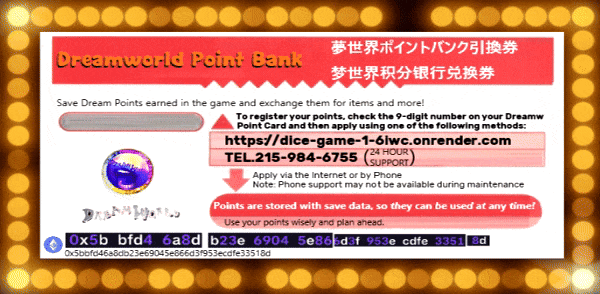 Dreamworld Point Bank
夢世界ポイントバンク引換券
梦世界积分银行兑换券
Save Dream Points earned in the game and exchange them for items and more!
To register your points, check the 9-digit number on your Dreamw
Point Card and then apply using one of the following methods:
https://dice-game-1-6iwc.onrender.com
TEL.215-984-6755 (24 HOUR SUPPORT)
Apply via the Internet or by Phone
Note: Phone support may not be available during maintenance
Points are stored with save data, so they can be used at any time!
Use your points wisely and plan ahead.
0x5b bfd4 6a8d b23e 6904 5e86 6d3f 953e cdfe 3351 8d
0x5bbfd46a8db23e69045e866d3f953ecdfe33518d